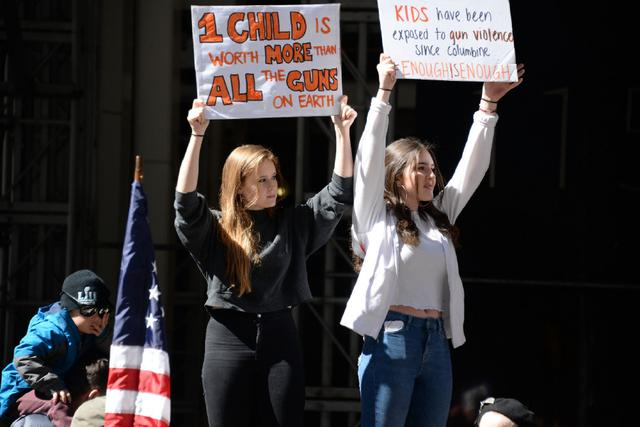 1 CHILD IS
WORTH MORE THAN
ALL THE GUNS
ON EARTH
KIDS have been
exposed to gun violence
since columbine
ENOUGHISENOUGH
LII